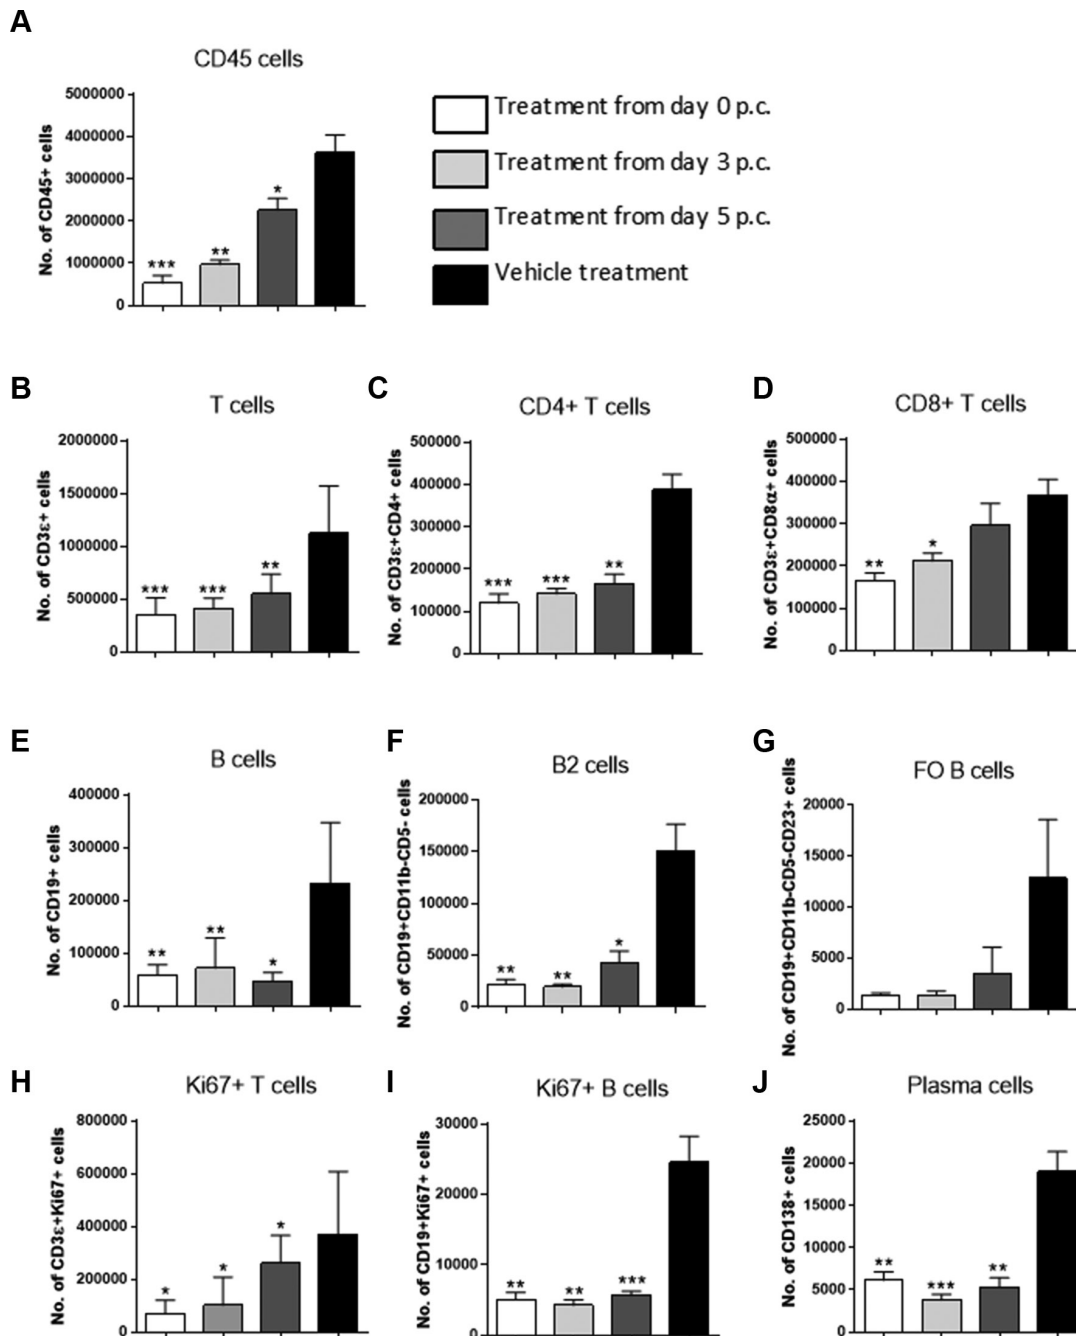 A
CD45 cells
No. of CD45+ cells
5000000
4000000
3000000
2000000
1000000
0
***
**
*
Treatment from day 0 p.c.
Treatment from day 3 p.c.
Treatment from day 5 p.c.
Vehicle treatment
B
T cells
No. of CD3ε+ cells
2000000
1500000
1000000
500000
0
***
***
**
C
CD4+ T cells
No. of CD3ε+CD4+ cells
500000
400000
300000
200000
100000
0
***
***
**
D
CD8+ T cells
No. of CD3ε+CD8α+ cells
500000
400000
300000
200000
100000
0
**
*
E
B cells
No. of CD19+ cells
400000
300000
200000
100000
0
**
**
*
F
B2 cells
No. of CD19+CD11b-CD5- cells
200000
150000
100000
50000
0
**
**
*
G
FO B cells
No. of CD19+CD11b-CD5-CD23+ cells
20000
15000
10000
5000
0
H
Ki67+ T cells
No. of CD3ε+Ki67+ cells
800000
600000
400000
200000
0
*
*
*
I
Ki67+ B cells
No. of CD19+Ki67+ cells
30000
20000
10000
0
**
**
***
J
Plasma cells
No. of CD138+ cells
25000
20000
15000
10000
5000
0
**
***
**